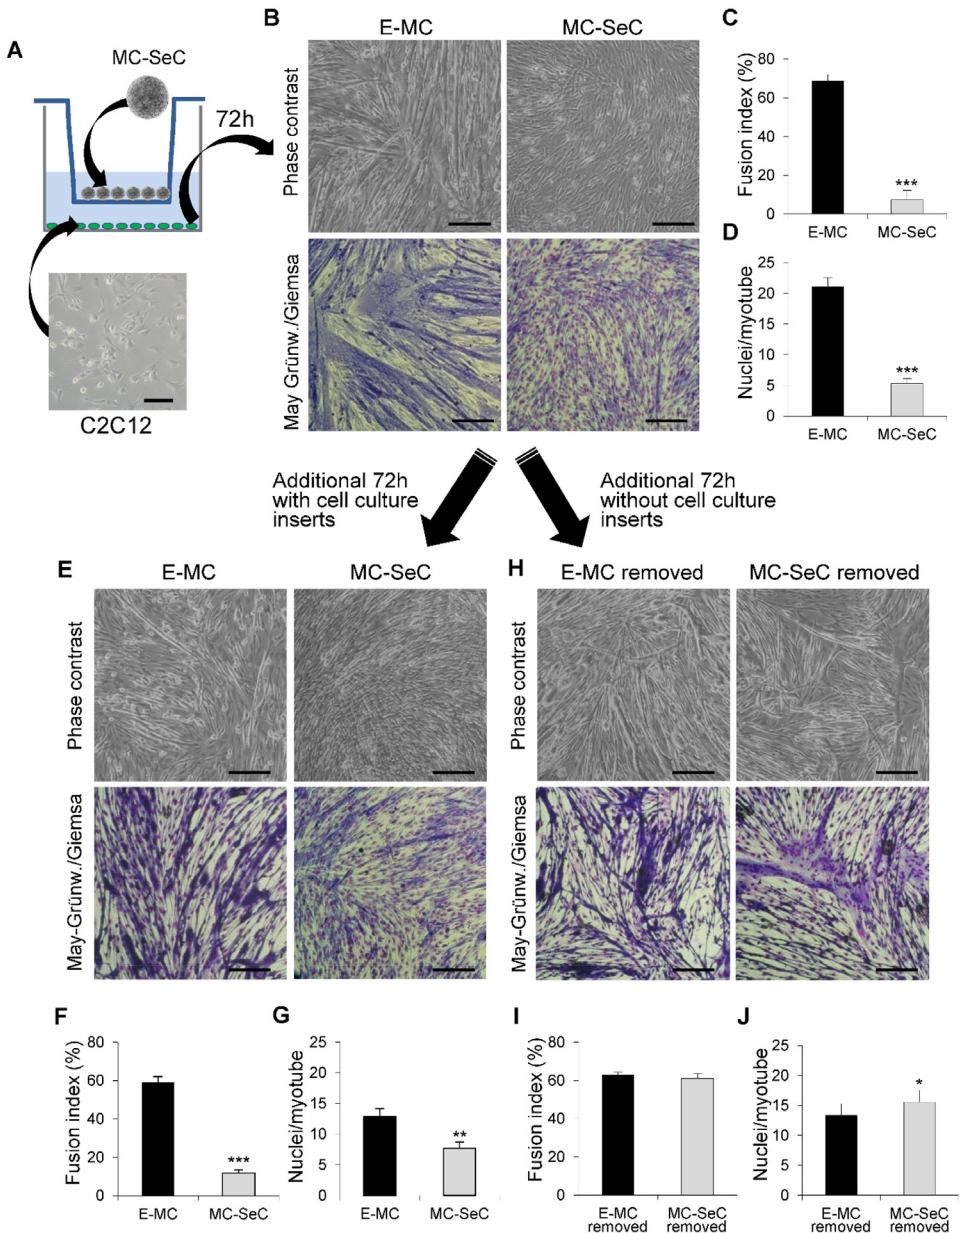 A
MC-SeC
72h
C2C12
B
E-MC
MC-SeC
Phase contrast
May Grünw./Giemsa
C
Fusion index (%)
80
60
40
20
0
***
E-MC
MC-SeC
D
Nuclei/myotube
25
20
15
10
5
0
***
E-MC
MC-SeC
Additional 72h
with cell culture
inserts
Additional 72h
without cell culture
inserts
E
E-MC
MC-SeC
Phase contrast
May-Grünw./Giemsa
H
E-MC removed
MC-SeC removed
Phase contrast
May-Grünw./Giemsa
F
Fusion index (%)
80
60
40
20
0
***
E-MC
MC-SeC
G
Nuclei/myotube
25
20
15
10
5
0
**
E-MC
MC-SeC
I
Fusion index (%)
80
60
40
20
0
E-MC
removed
MC-SeC
removed
J
Nuclei/myotube
25
20
15
10
5
0
*
E-MC
removed
MC-SeC
removed